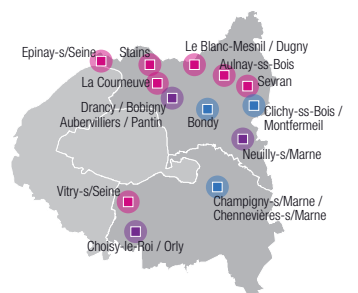 Le Blanc-Mesnil / Dugny
Epinay-s/Seine
Stains
Aulnay-ss-Bois
La Courneuve
Sevran
Drancy / Bobigny
Aubervilliers / Pantin
Bondy
Clichy-ss-Bois /
Montfermeil
Neuilly-s/Marne
Vitry-s/Seine
Champigny-s/Marne /
Chennevières-s/Marne
Choisy-le-Roi / Orly